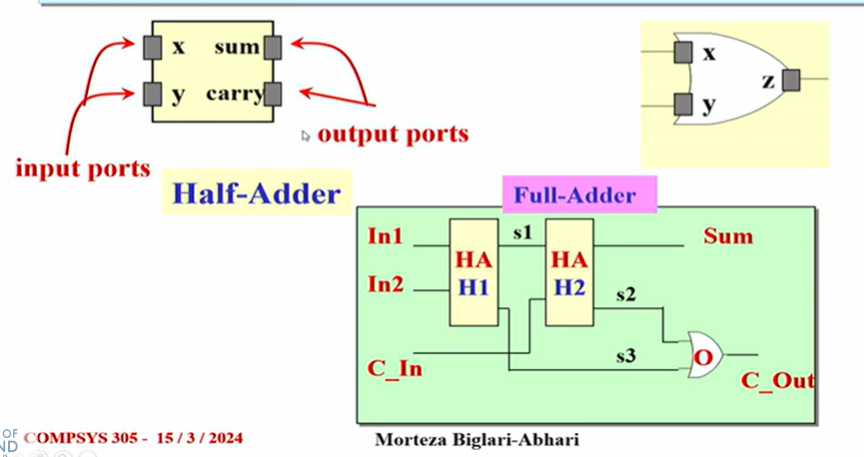 x sum
y carry
output ports
input ports
Half-Adder
x
y
z
Full-Adder
In1
In2
C_In
HA
H1
s1
HA
H2
s2
s3
O
Sum
C_Out
OF
ND
COMPSYS 305 - 15 / 3 / 2024
Morteza Biglari-Abhari